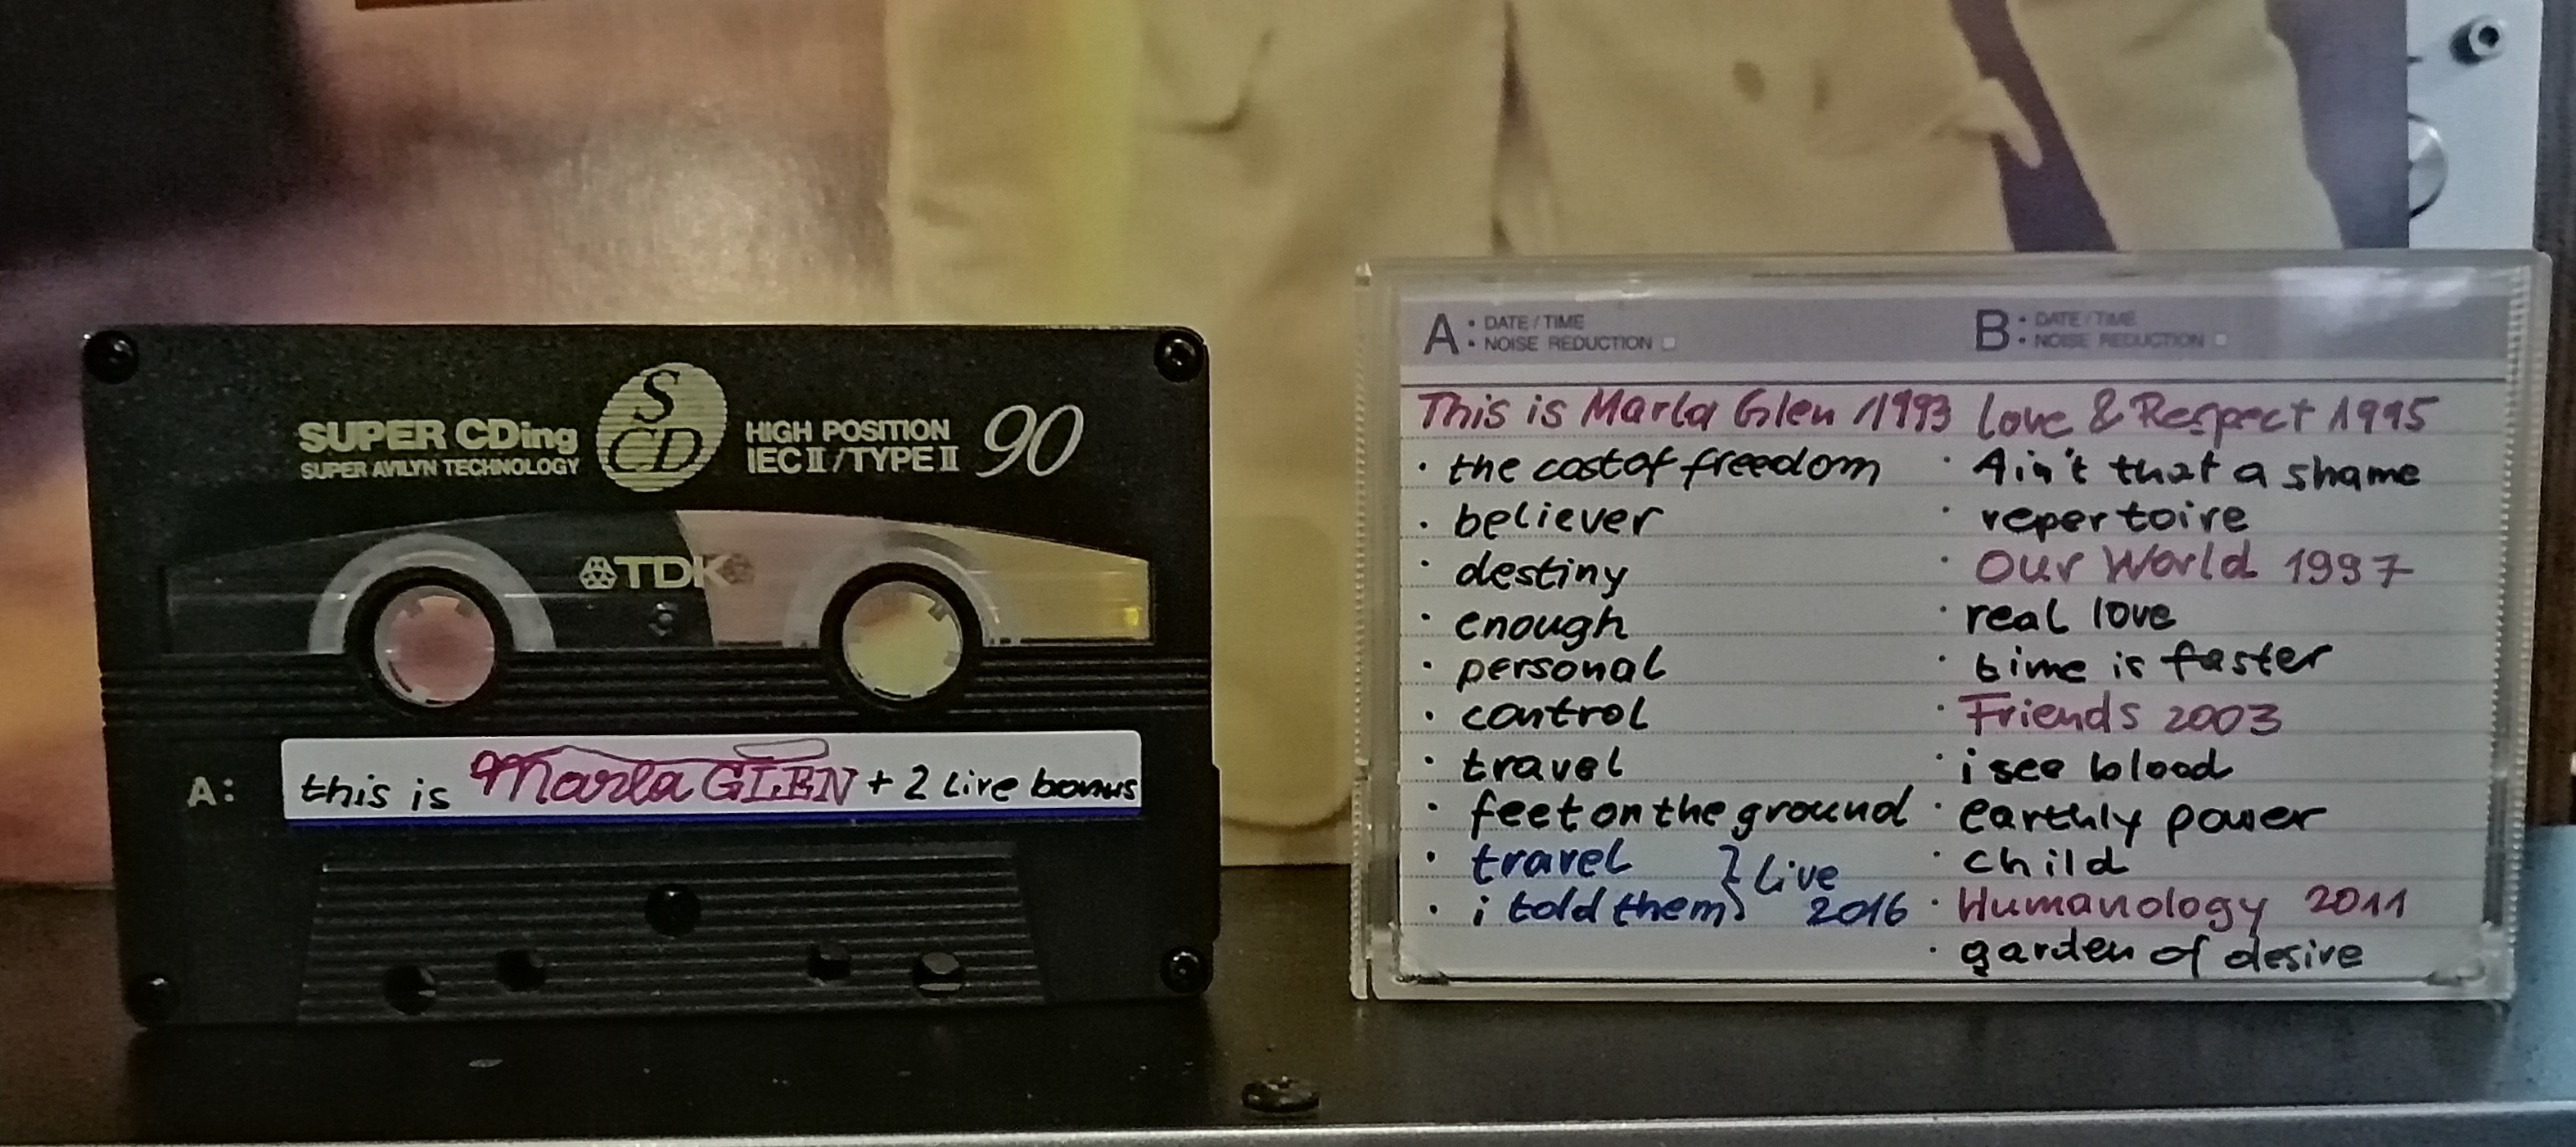 SUPER CDing
SUPER AVILYN TECHNOLOGY
S
CD
HIGH POSITION
IEC II / TYPE II
90
TDK
A:
this is Marla GLEN + 2 Live bonus
A
• DATE / TIME
• NOISE REDUCTION
This is Marla Glen 1993
· the cost of freedom
· believer
· destiny
· enough
· personal
· control
· travel
· feet on the ground
· travel
· i told them } Live 2016
B
• DATE / TIME
• NOISE REDUCTION
Love & Respect 1995
· Ain't that a shame
· repertoire
· Our World 1997
· real love
· time is faster
· Friends 2003
· i see blood
· earthly power
· child
· Humanology 2011
· garden of desire